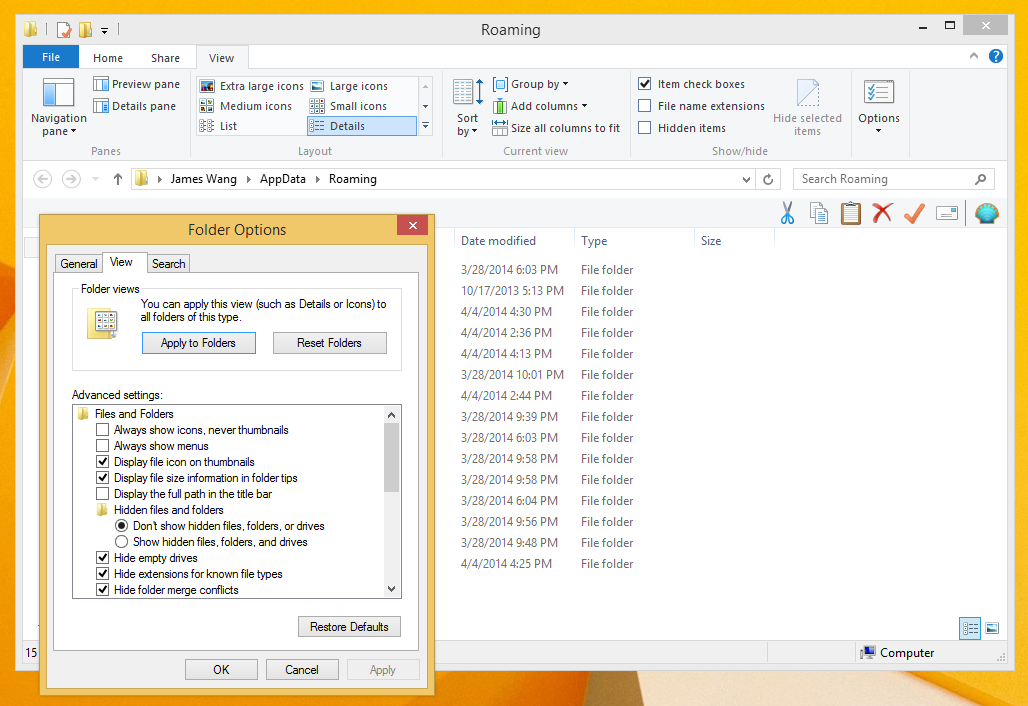 Roaming
File Home Share View
Navigation pane
Preview pane
Details pane
Panes
Extra large icons Large icons
Medium icons Small icons
List Details
Layout
Sort by
Group by
Add columns
Size all columns to fit
Current view
Item check boxes
File name extensions
Hidden items
Hide selected items
Show/hide
Options
James Wang AppData Roaming
Search Roaming
Date modified Type Size
3/28/2014 6:03 PM File folder
10/17/2013 5:13 PM File folder
4/4/2014 4:30 PM File folder
4/4/2014 2:36 PM File folder
4/4/2014 4:13 PM File folder
3/28/2014 10:01 PM File folder
4/4/2014 2:44 PM File folder
3/28/2014 9:39 PM File folder
3/28/2014 6:03 PM File folder
3/28/2014 9:58 PM File folder
3/28/2014 9:58 PM File folder
3/28/2014 6:04 PM File folder
3/28/2014 9:56 PM File folder
3/28/2014 9:48 PM File folder
4/4/2014 4:25 PM File folder
Folder Options
General View Search
Folder views
You can apply this view (such as Details or Icons) to
all folders of this type.
Apply to Folders Reset Folders
Advanced settings:
Files and Folders
Always show icons, never thumbnails
Always show menus
Display file icon on thumbnails
Display file size information in folder tips
Display the full path in the title bar
Hidden files and folders
Don't show hidden files, folders, or drives
Show hidden files, folders, and drives
Hide empty drives
Hide extensions for known file types
Hide folder merge conflicts
Restore Defaults
OK Cancel Apply
15
Computer